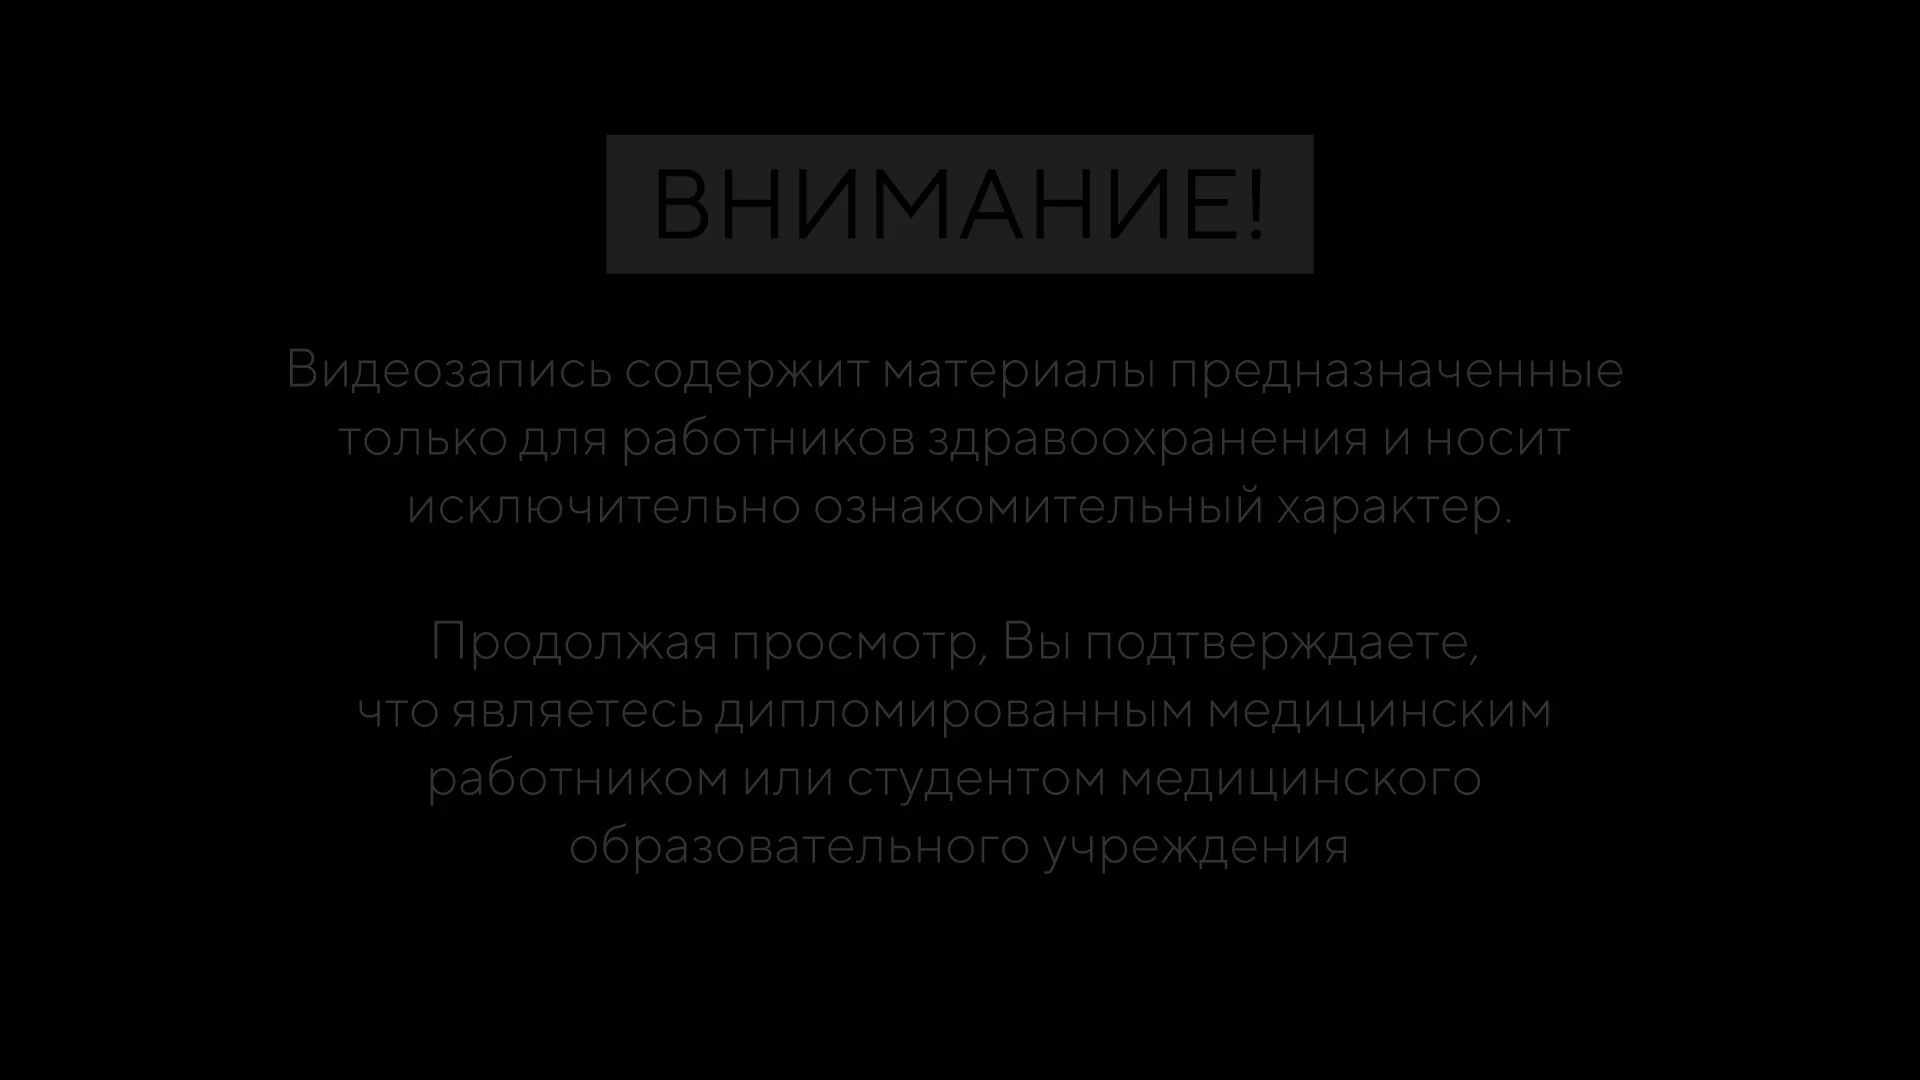 ВНИМАНИЕ!
Видеозапись содержит материалы предназначенные
только для работников здравоохранения и носит
исключительно ознакомительный характер.
Продолжая просмотр, Вы подтверждаете,
что являетесь дипломированным медицинским
работником или студентом медицинского
образовательного учреждения